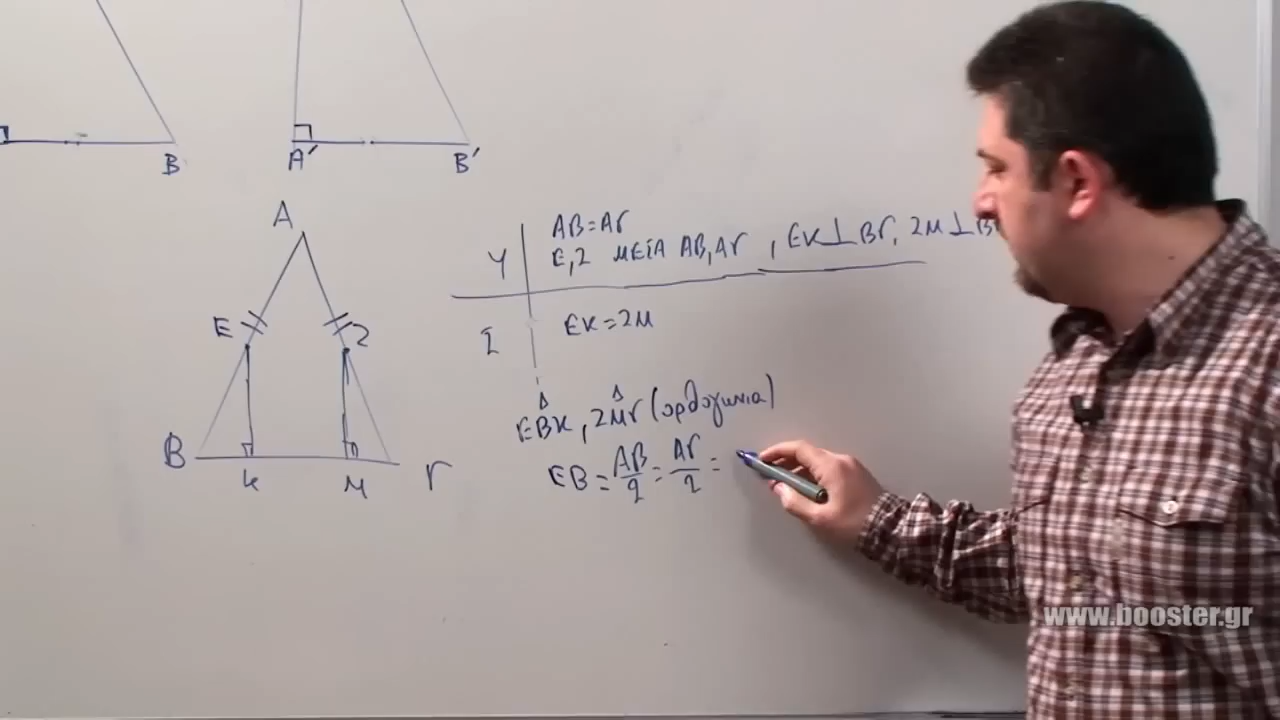 B A' B'
A
E Z
B K M Γ
Υ
AB=AΓ
E,Z ΜΕΣΑ AB,AΓ , EK⊥BΓ, ZM⊥B
Σ
EK=ZM
EBK, ZMΓ (ορθογωνια)
EB = AB/2 = AΓ/2 =
www.booster.gr